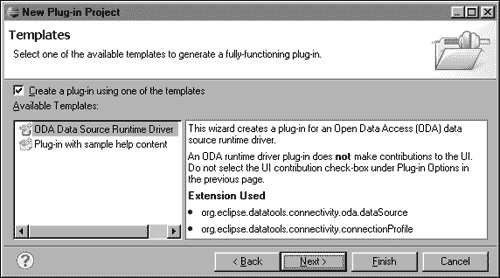 New Plug-in Project
Templates
Select one of the available templates to generate a fully-functioning plug-in.
Create a plug-in using one of the templates
Available Templates:
ODA Data Source Runtime Driver
Plug-in with sample help content
This wizard creates a plug-in for an Open Data Access (ODA) data
source runtime driver.
An ODA runtime driver plug-in does not make contributions to the UI.
Do not select the UI contribution check-box under Plug-in Options in
the previous page.
Extension Used
• org.eclipse.datatools.connectivity.oda.dataSource
• org.eclipse.datatools.connectivity.connectionProfile
?
< Back
Next >
Finish
Cancel